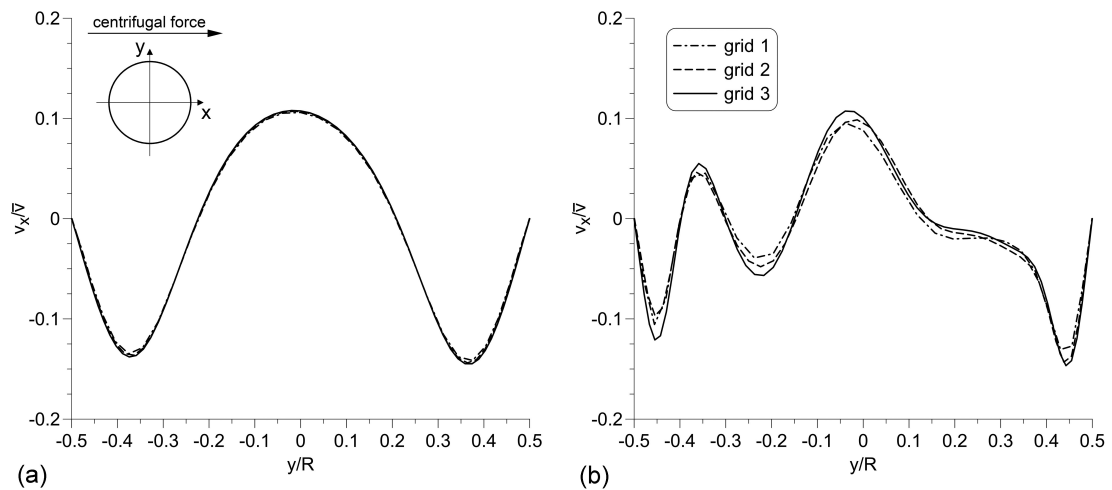 centrifugal force
y
x
0.2
0.1
0
-0.1
-0.2
vx/v̄
-0.5 -0.4 -0.3 -0.2 -0.1 0 0.1 0.2 0.3 0.4 0.5
y/R
(a)
grid 1
grid 2
grid 3
0.2
0.1
0
-0.1
-0.2
vx/v̄
-0.5 -0.4 -0.3 -0.2 -0.1 0 0.1 0.2 0.3 0.4 0.5
y/R
(b)